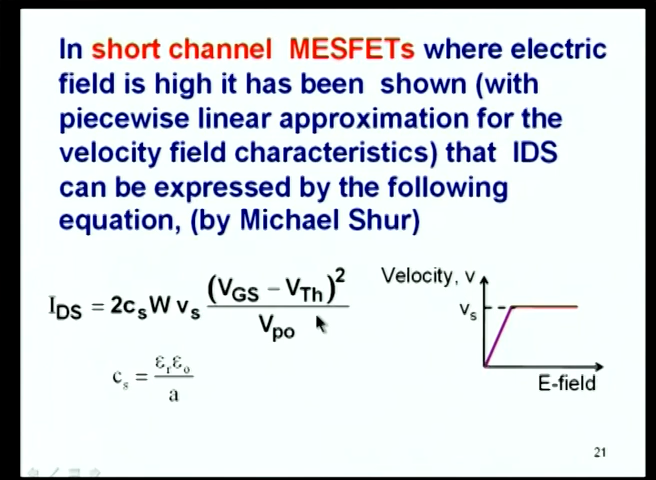 In short channel MESFETs where electric
field is high it has been shown (with
piecewise linear approximation for the
velocity field characteristics) that IDS
can be expressed by the following
equation, (by Michael Shur)
I_DS = 2c_s W v_s (V_GS − V_Th)² / V_po
c_s = ε_r ε_o / a
Velocity, v
v_s
E-field
21